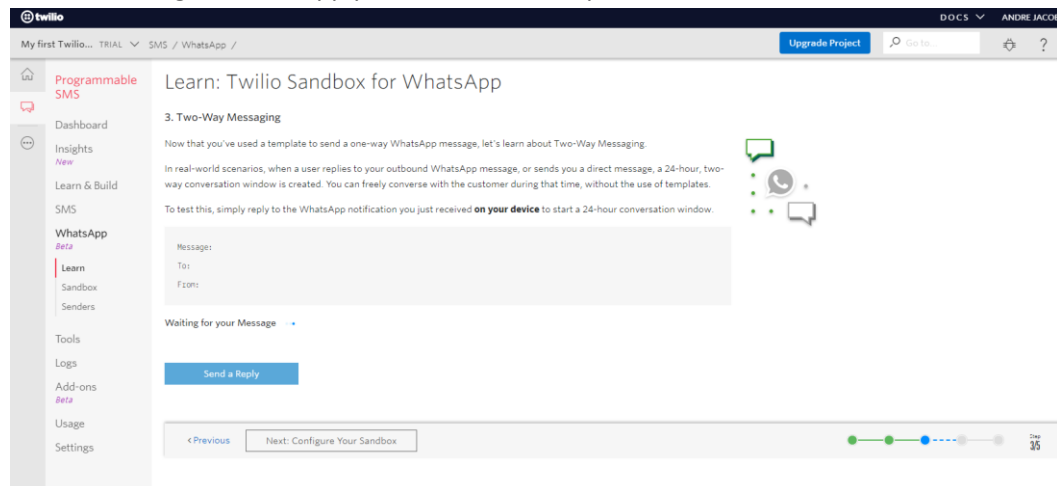 twilio
DOCS
ANDRE JACOB
My first Twilio... TRIAL
SMS / WhatsApp /
Upgrade Project
Go to...
?
Programmable
SMS
Dashboard
Insights
New
Learn & Build
SMS
WhatsApp
Beta
Learn
Sandbox
Senders
Tools
Logs
Add-ons
Beta
Usage
Settings
Learn: Twilio Sandbox for WhatsApp
3. Two-Way Messaging
Now that you've used a template to send a one-way WhatsApp message, let's learn about Two-Way Messaging.
In real-world scenarios, when a user replies to your outbound WhatsApp message, or sends you a direct message, a 24-hour, two-
way conversation window is created. You can freely converse with the customer during that time, without the use of templates.
To test this, simply reply to the WhatsApp notification you just received on your device to start a 24-hour conversation window.
Message:
To:
From:
Waiting for your Message
Send a Reply
< Previous
Next: Configure Your Sandbox
Step
3/5